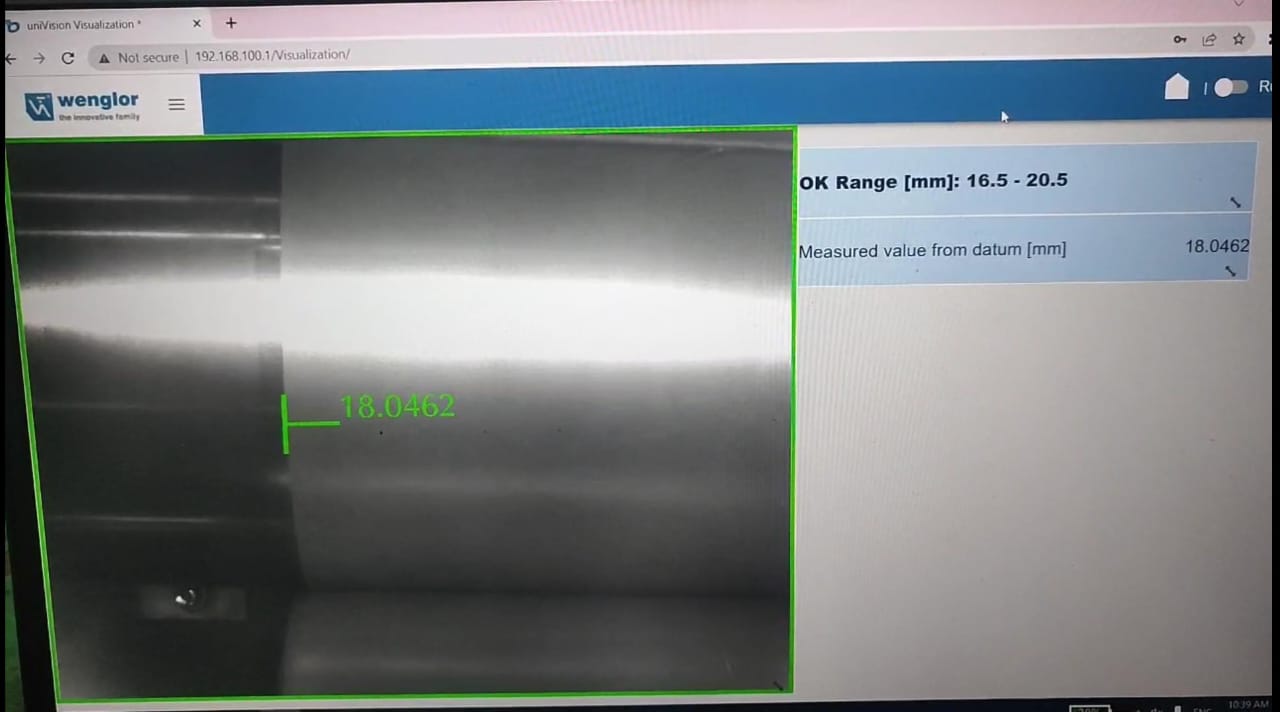 uniVision Visualization *
Not secure | 192.168.100.1/Visualization/
wenglor
the innovative family
OK Range [mm]: 16.5 - 20.5
Measured value from datum [mm] 18.0462
18.0462
ENG
10:39 AM